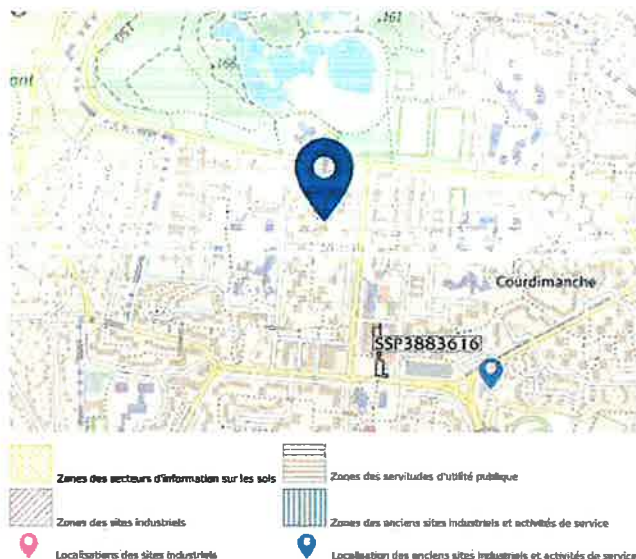 .161
.166
ont
Courdimanche
SSP3883616
Zones des secteurs d'information sur les sols
Zones des servitudes d'utilité publique
Zones des sites industriels
Zones des anciens sites industriels et activités de service
Localisations des sites industriels
Localisation des anciens sites industriels et activités de service